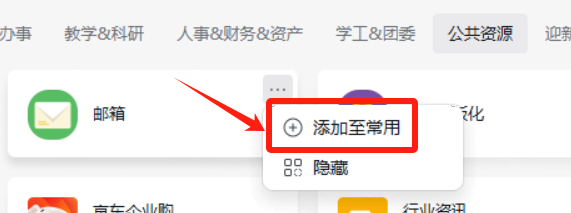 办事 教学&科研 人事&财务&资产 学工&团委 公共资源 迎新
邮箱 ··· 版化
添加至常用
隐藏
京东企业购 行业资讯